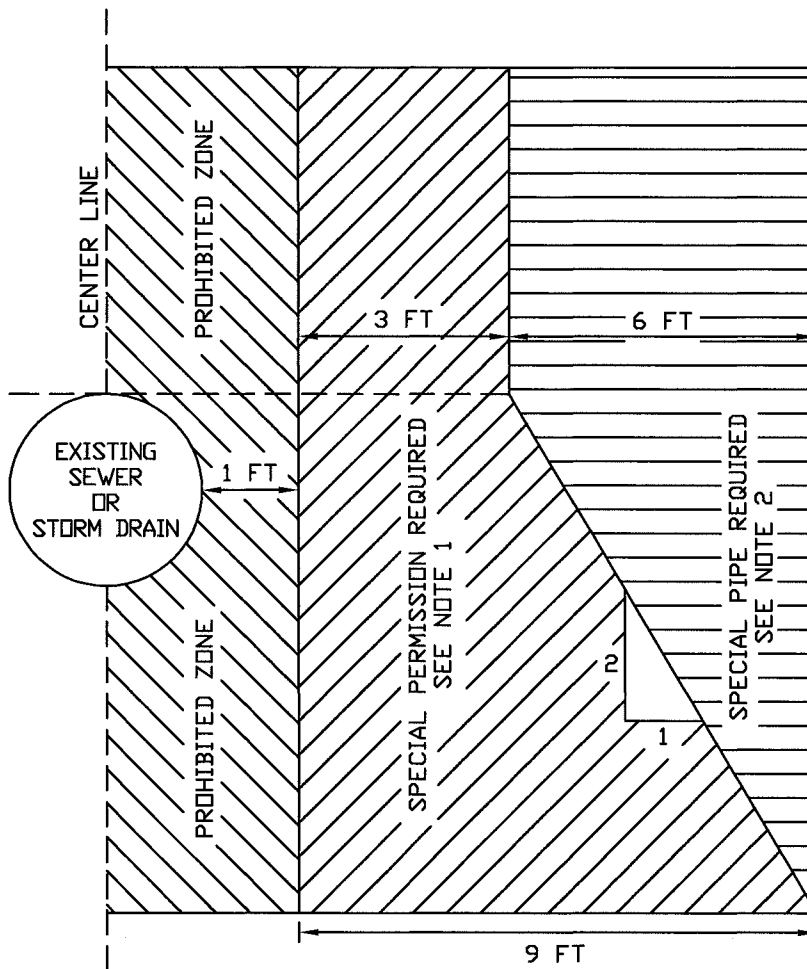 CENTER LINE
PROHIBITED ZONE
3 FT
6 FT
EXISTING
SEWER
OR
STORM DRAIN
1 FT
SPECIAL PERMISSION REQUIRED
SEE NOTE 1
SPECIAL PIPE REQUIRED
SEE NOTE 2
2
1
PROHIBITED ZONE
9 FT